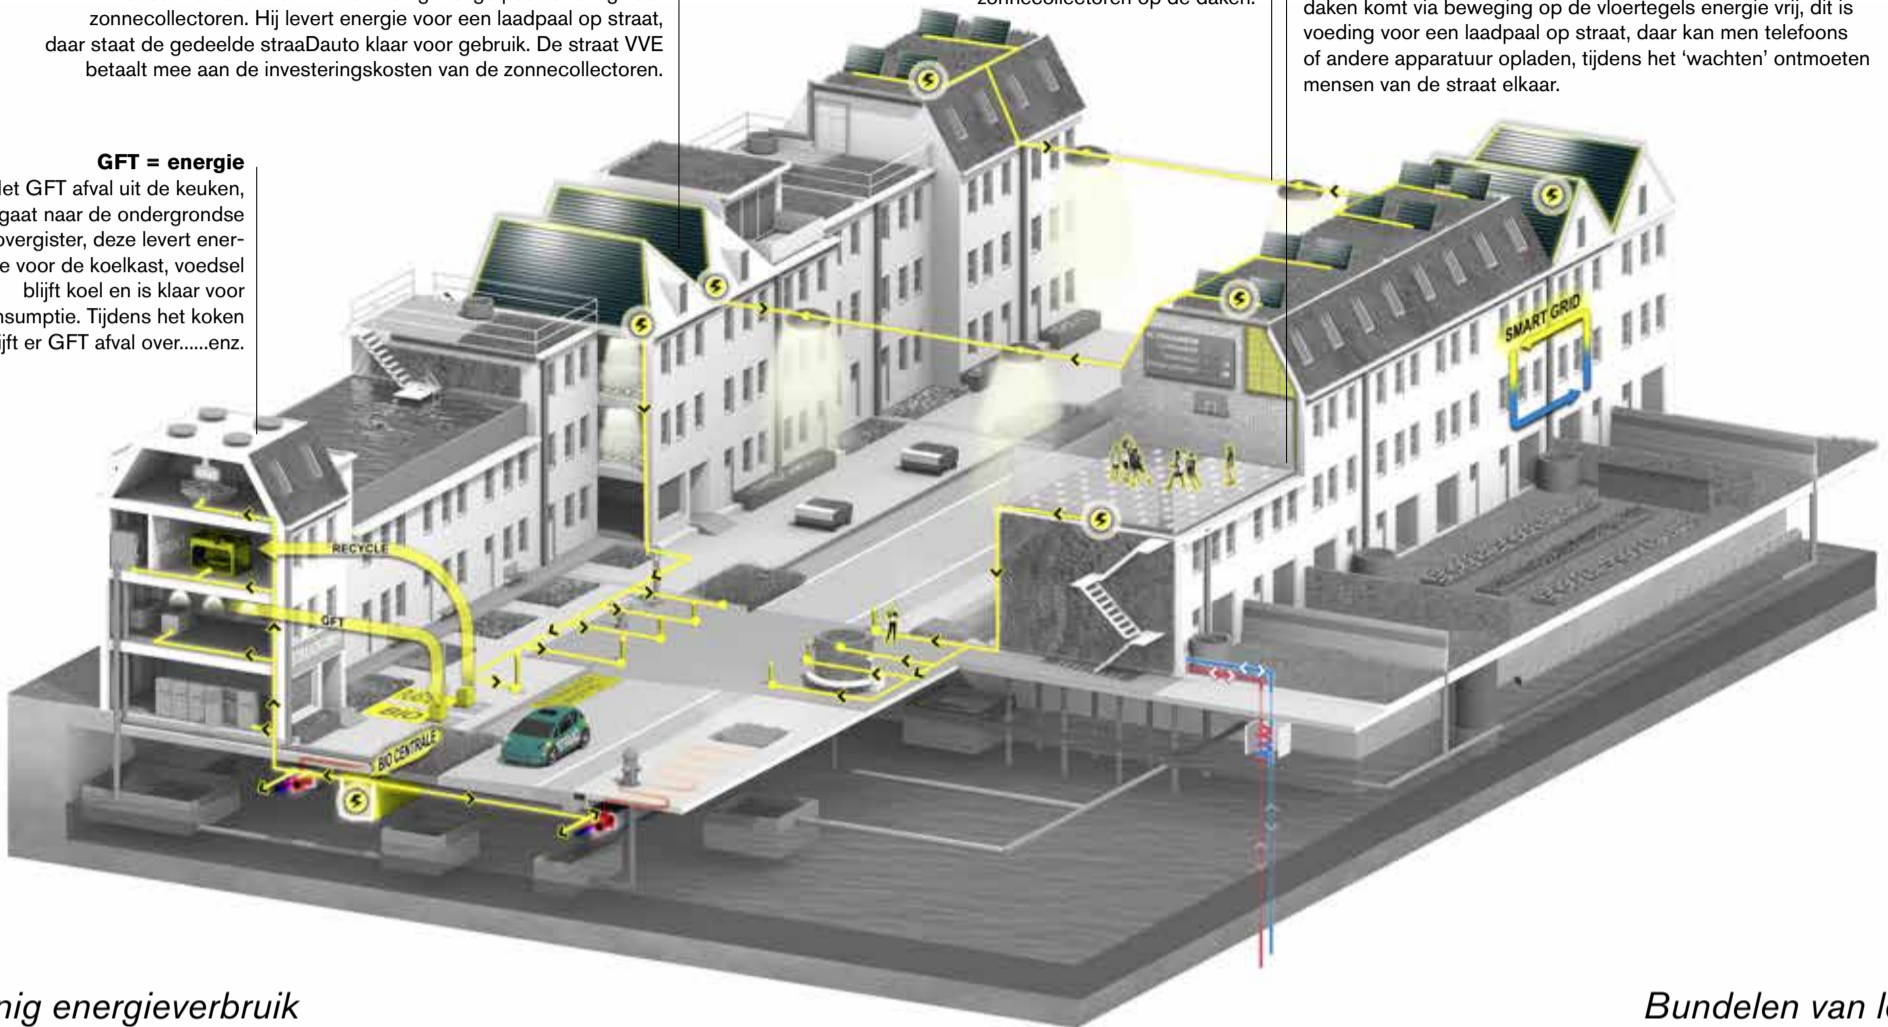 zonnecollectoren. Hij levert energie voor een laadpaal op straat,
daar staat de gedeelde straaDauto klaar voor gebruik. De straat VVE
betaalt mee aan de investeringskosten van de zonnecollectoren.
zonnecollectoren op de daken.
daken komt via beweging op de vloertegels energie vrij, dit is
voeding voor een laadpaal op straat, daar kan men telefoons
of andere apparatuur opladen, tijdens het ‘wachten’ ontmoeten
mensen van de straat elkaar.
GFT = energie
GFT afval uit de keuken,
gaat naar de ondergrondse
overgister, deze levert ener-
voor de koelkast, voedsel
blijft koel en is klaar voor
Tijdens het koken
er GFT afval over......enz.
SMART GRID
RECYCLE
GFT
BIO
BIO CENTRALE
energieverbruik
Bundelen van